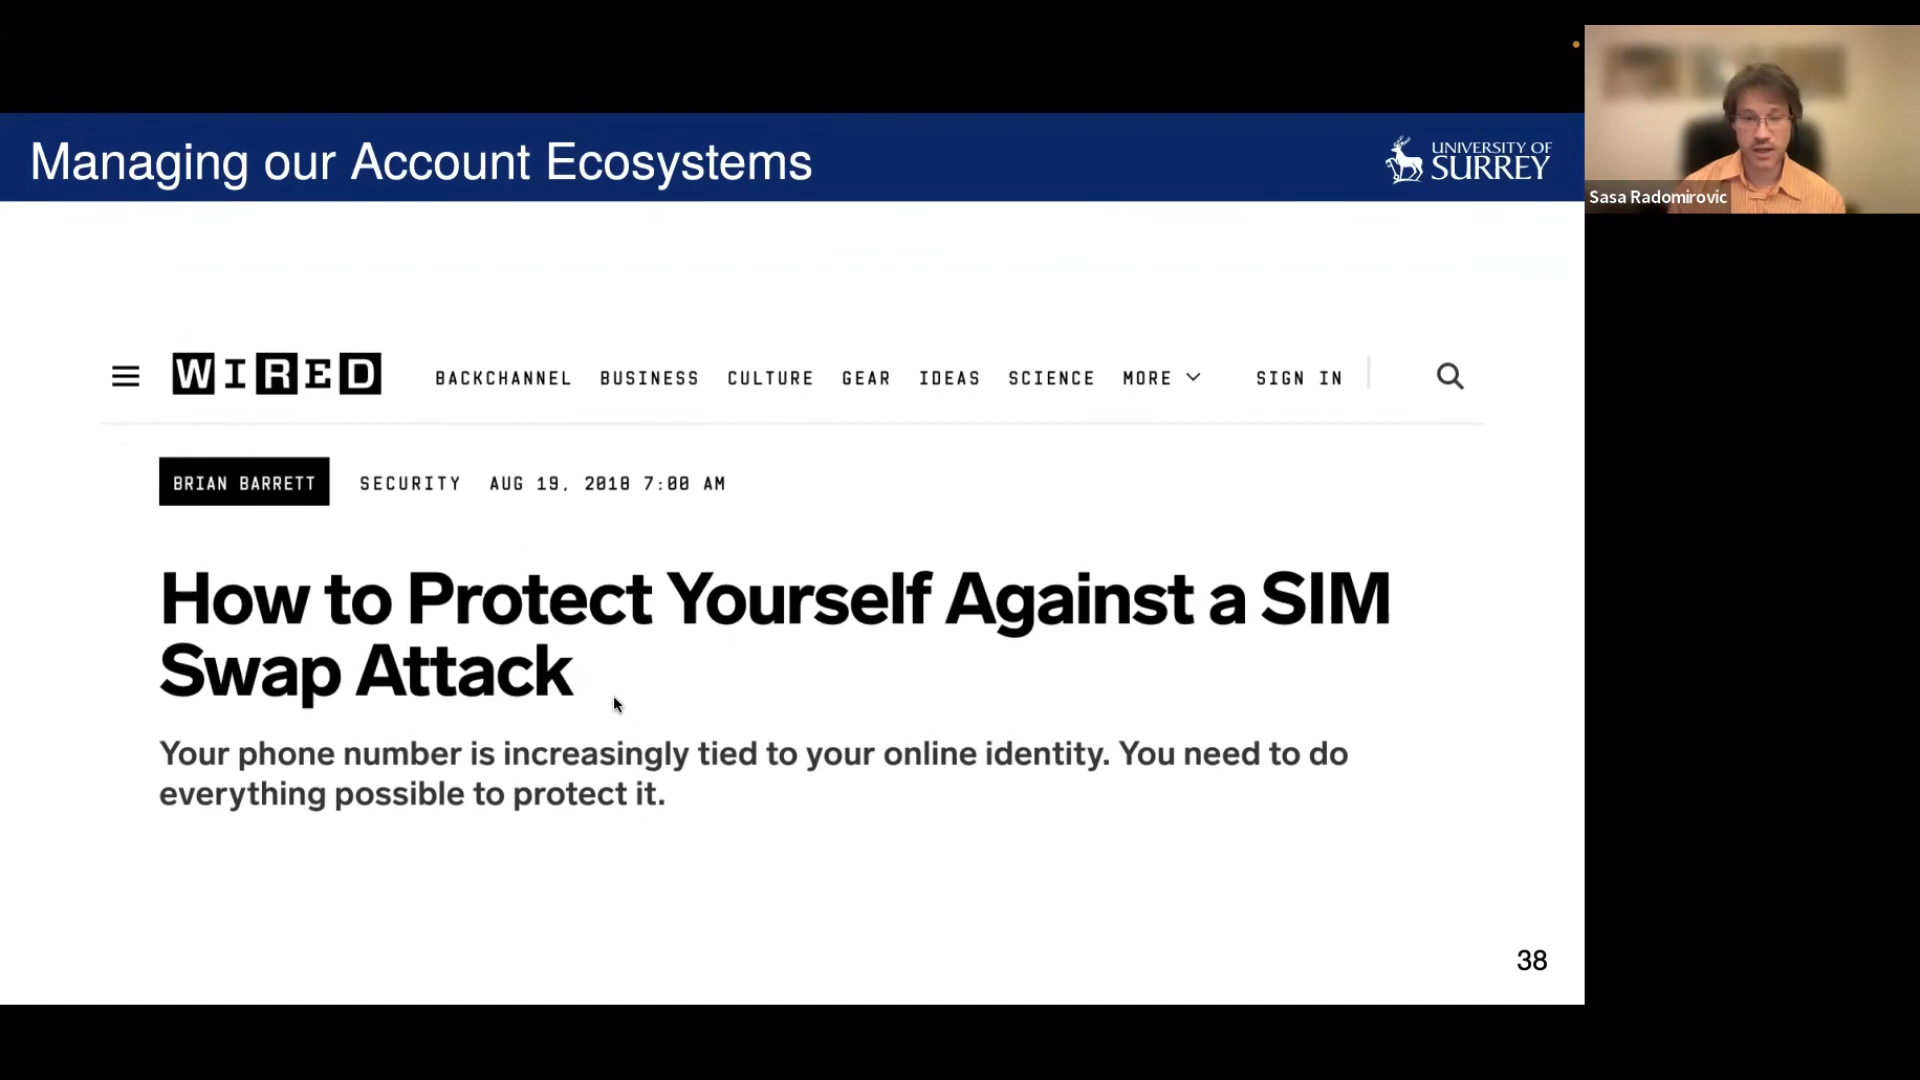 Managing our Account Ecosystems
UNIVERSITY OF
SURREY
Sasa Radomirovic
WIRED
BACKCHANNEL BUSINESS CULTURE GEAR IDEAS SCIENCE MORE SIGN IN
BRIAN BARRETT SECURITY AUG 19, 2018 7:00 AM
How to Protect Yourself Against a SIM
Swap Attack
Your phone number is increasingly tied to your online identity. You need to do
everything possible to protect it.
38